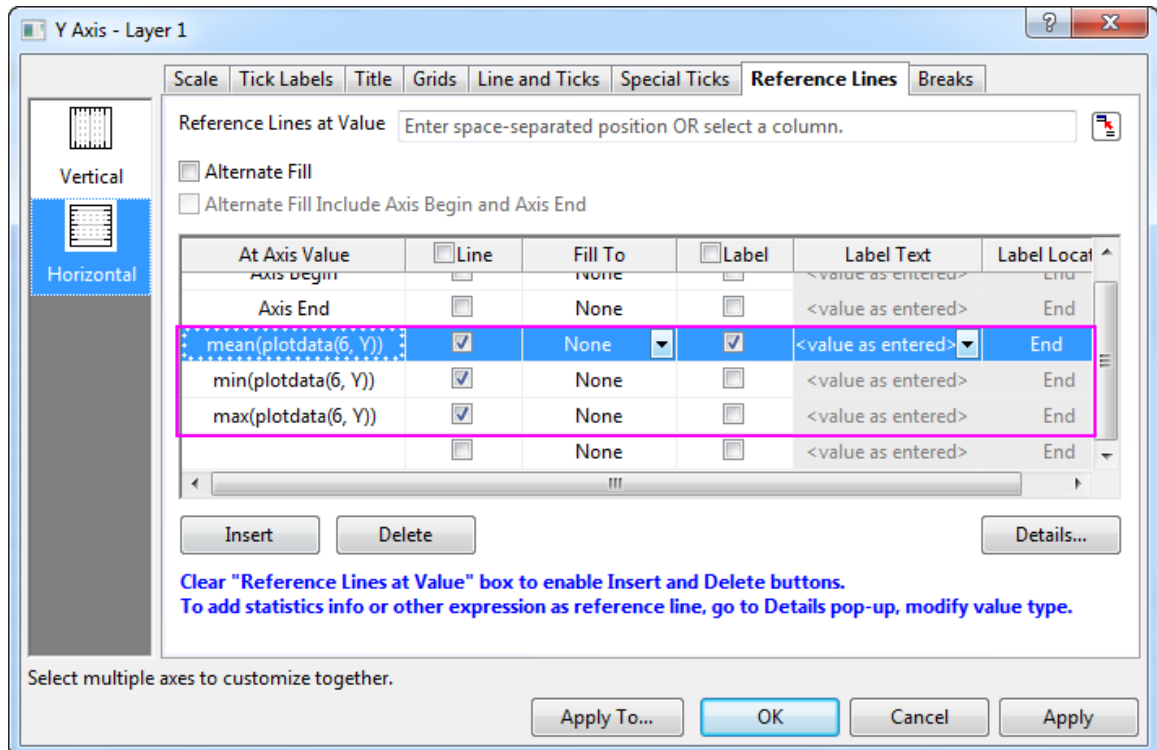 Y Axis - Layer 1
Scale Tick Labels Title Grids Line and Ticks Special Ticks Reference Lines Breaks
Vertical
Horizontal
Reference Lines at Value Enter space-separated position OR select a column.
Alternate Fill
Alternate Fill Include Axis Begin and Axis End
At Axis Value Line Fill To Label Label Text Label Locat
Axis Begin None <value as entered> End
Axis End None <value as entered> End
mean(plotdata(6, Y)) None <value as entered> End
min(plotdata(6, Y)) None <value as entered> End
max(plotdata(6, Y)) None <value as entered> End
None <value as entered> End
Insert Delete Details...
Clear "Reference Lines at Value" box to enable Insert and Delete buttons.
To add statistics info or other expression as reference line, go to Details pop-up, modify value type.
Select multiple axes to customize together.
Apply To... OK Cancel Apply